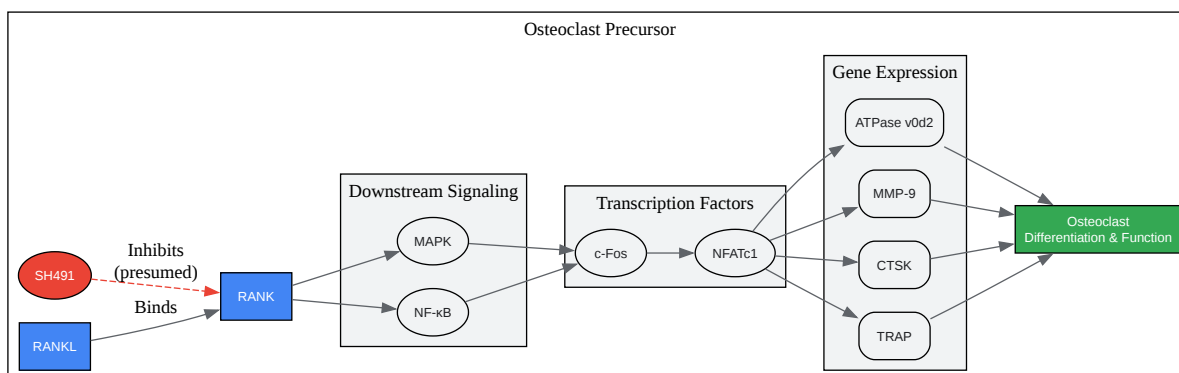 Osteoclast Precursor
Gene Expression
ATPase v0d2
Downstream Signaling
MMP-9
Transcription Factors
Osteoclast
Differentiation & Function
MAPK
Inhibits
(presumed)
c-Fos
NFATc1
CTSK
SH491
RANK
Binds
NF-κB
TRAP
RANKL